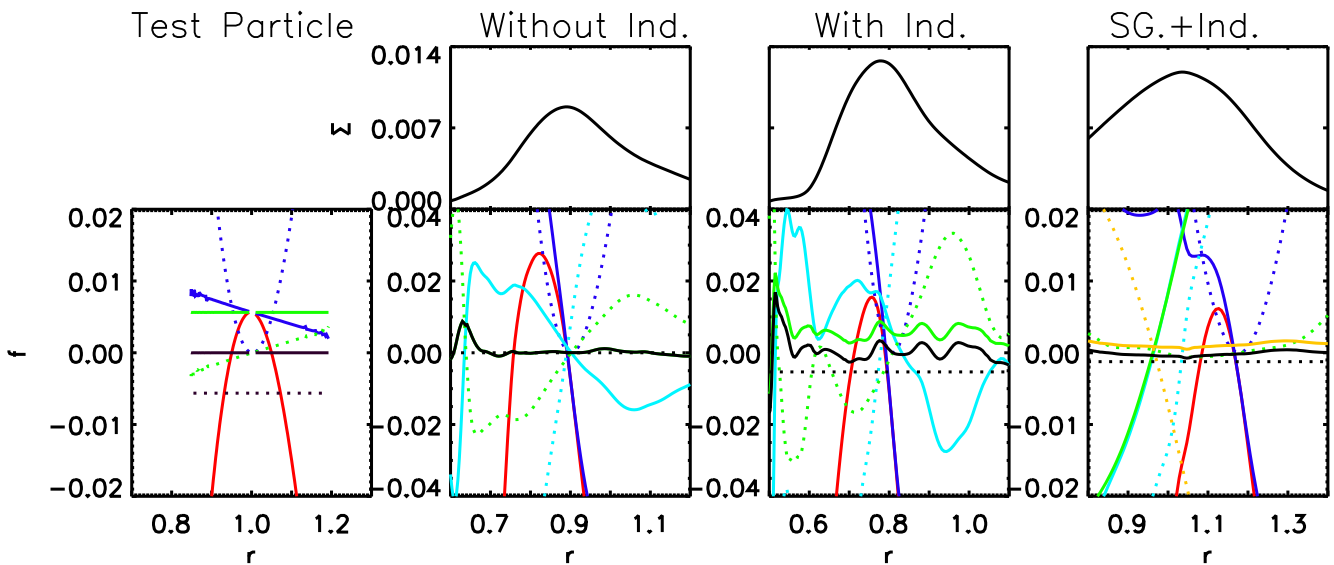 Test Particle Without Ind. With Ind. SG.+Ind.
0.014
Σ 0.007
0.000
0.02 0.04 0.04 0.02
0.01 0.02 0.02 0.01
f 0.00 0.00 0.00 0.00
-0.01 -0.02 -0.02 -0.01
-0.02 -0.04 -0.04 -0.02
0.8 1.0 1.2 0.7 0.9 1.1 0.6 0.8 1.0 0.9 1.1 1.3
r r r r